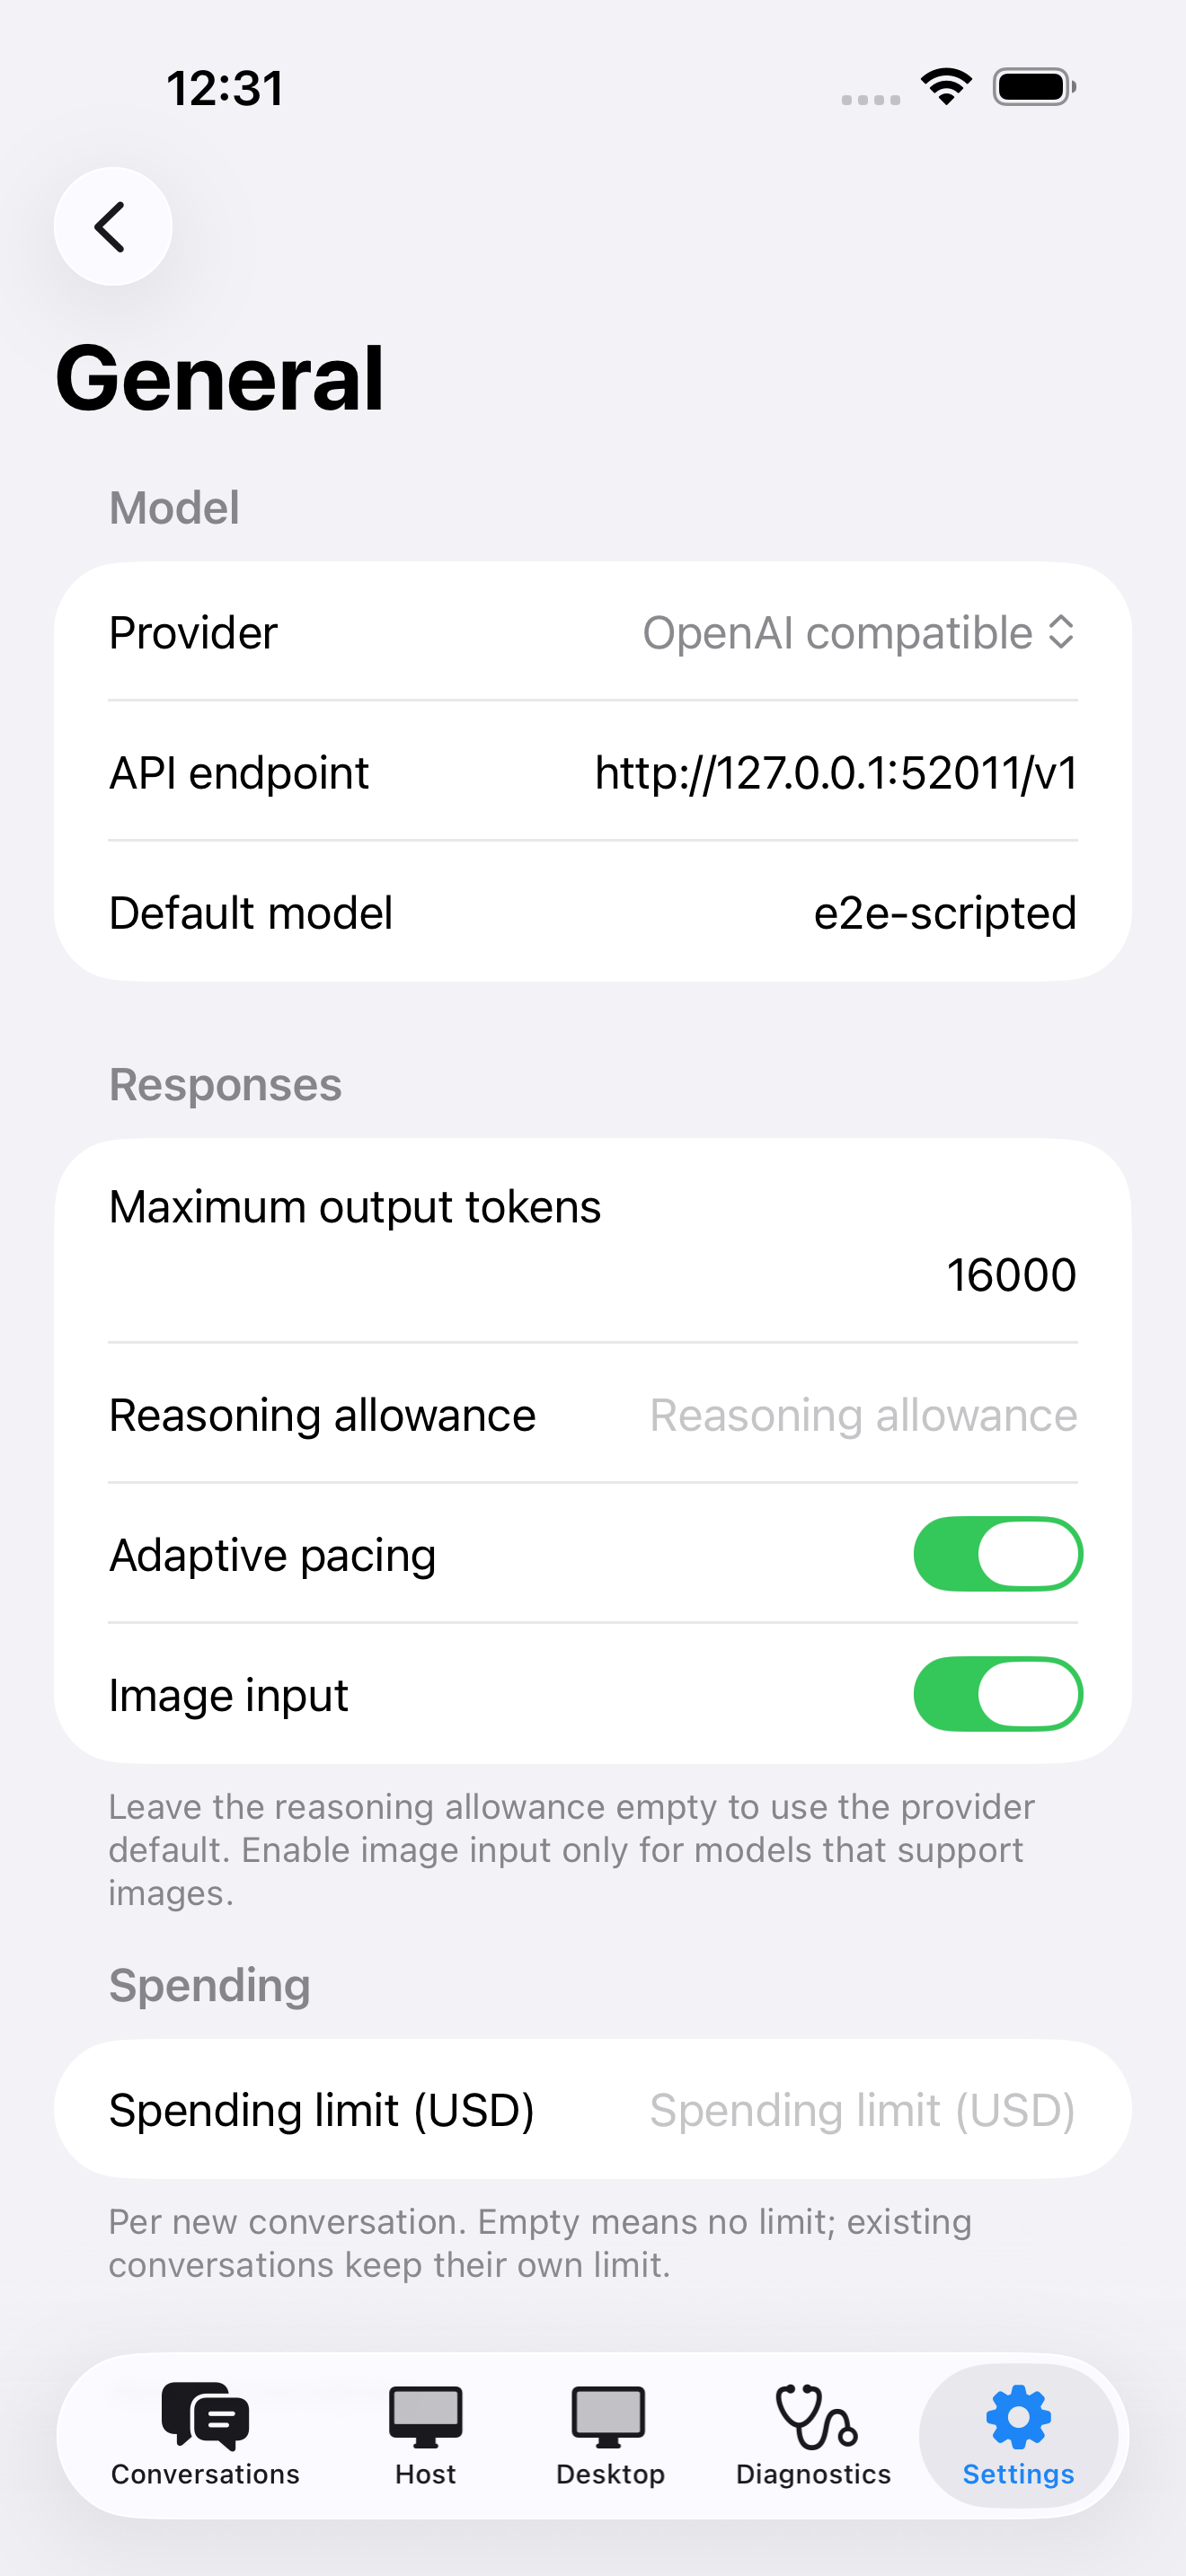 12:31
General
Model
Provider
OpenAI compatible
API endpoint
http://127.0.0.1:52011/v1
Default model
e2e-scripted
Responses
Maximum output tokens
16000
Reasoning allowance
Reasoning allowance
Adaptive pacing
Image input
Leave the reasoning allowance empty to use the provider
default. Enable image input only for models that support
images.
Spending
Spending limit (USD)
Spending limit (USD)
Per new conversation. Empty means no limit; existing
conversations keep their own limit.
Conversations
Host
Desktop
Diagnostics
Settings